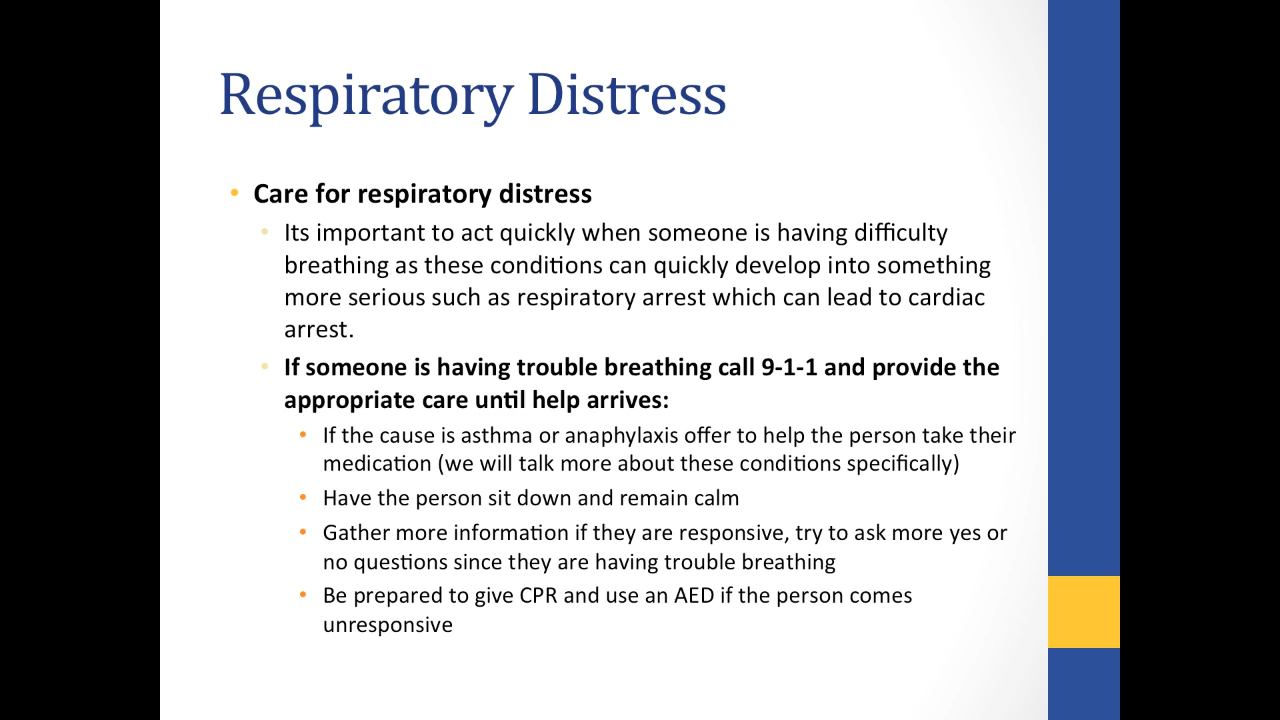 Respiratory Distress
• Care for respiratory distress
• Its important to act quickly when someone is having difficulty
breathing as these conditions can quickly develop into something
more serious such as respiratory arrest which can lead to cardiac
arrest.
• If someone is having trouble breathing call 9-1-1 and provide the
appropriate care until help arrives:
• If the cause is asthma or anaphylaxis offer to help the person take their
medication (we will talk more about these conditions specifically)
• Have the person sit down and remain calm
• Gather more information if they are responsive, try to ask more yes or
no questions since they are having trouble breathing
• Be prepared to give CPR and use an AED if the person comes
unresponsive